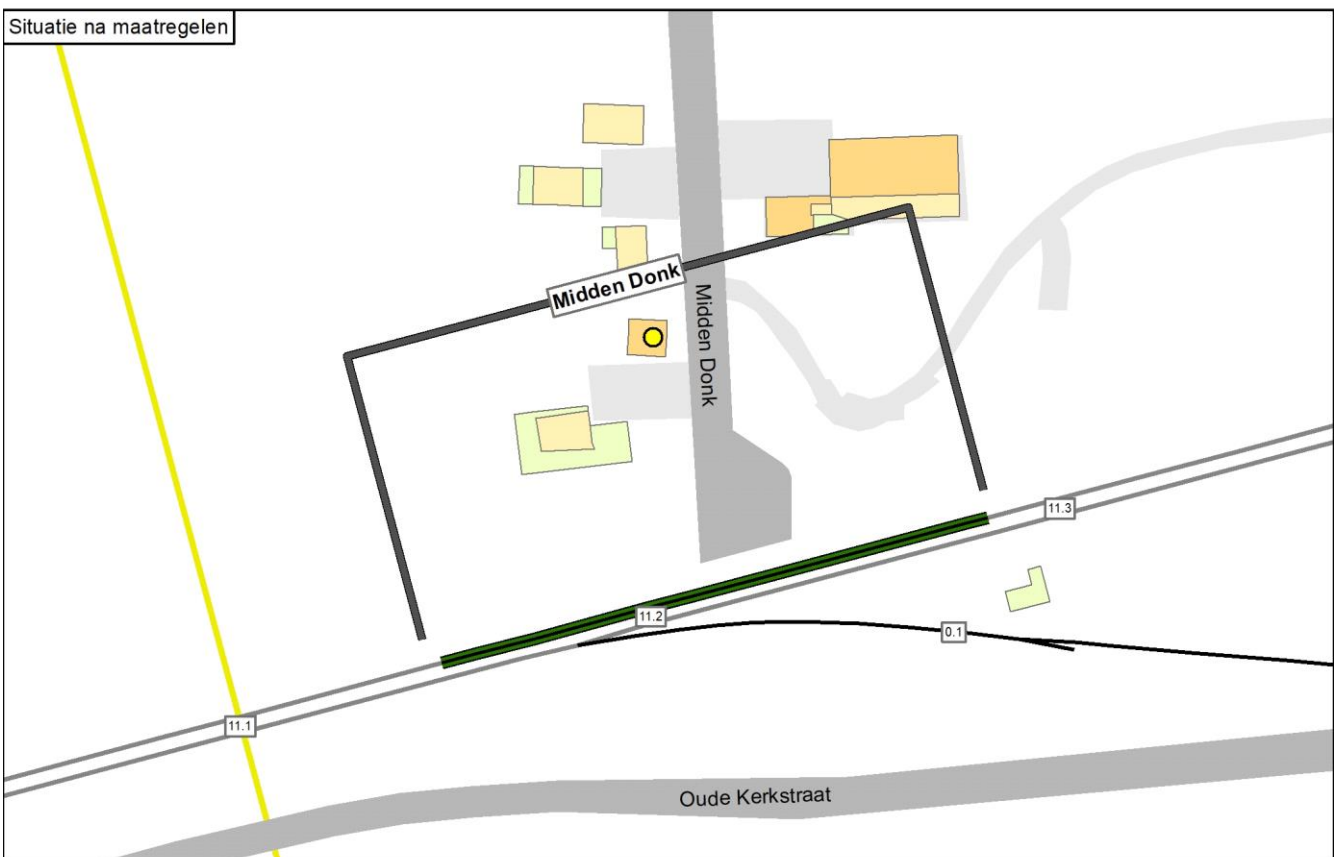 Situatie na maatregelen
Midden Donk
Midden Donk
11.3
11.2
0.1
11.1
Oude Kerkstraat